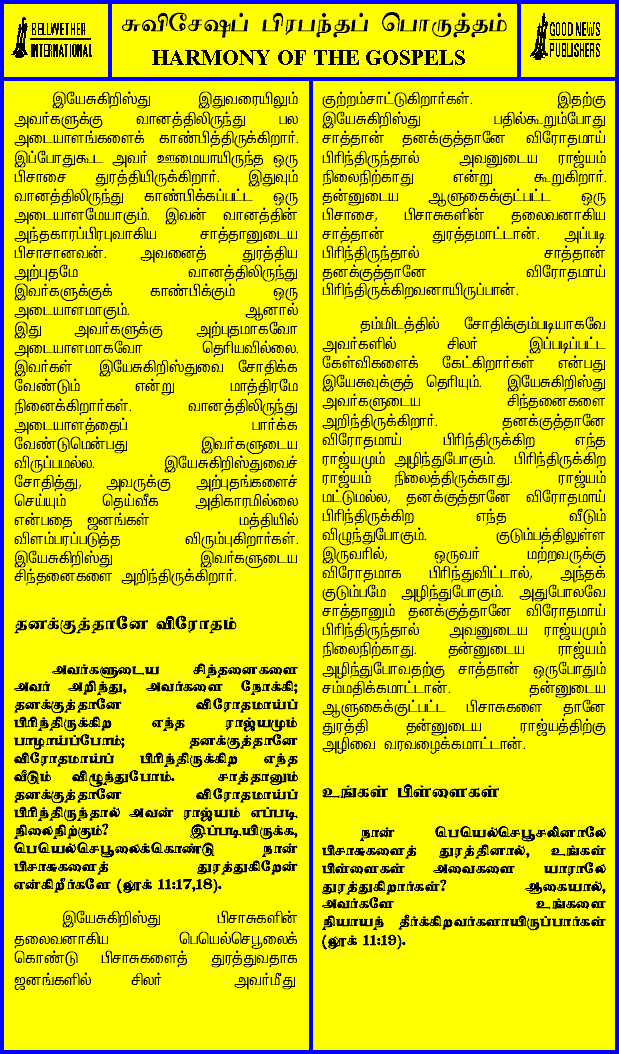 BELLWETHER
INTERNATIONAL
சுவிசேஷப் பிரபந்தப் பொருத்தம்
HARMONY OF THE GOSPELS
GOOD NEWS
PUBLISHERS
இயேசுகிறிஸ்து இதுவரையிலும்
அவர்களுக்கு வானத்திலிருந்து பல
அடையாளங்களைக் காண்பித்திருக்கிறார்.
இப்போதுகூட அவர் ஊமையாயிருந்த ஒரு
பிசாசை துரத்தியிருக்கிறார். இதுவும்
வானத்திலிருந்து காண்பிக்கப்பட்ட ஒரு
அடையாளமேயாகும். இவன் வானத்தின்
அந்தகாரப்பிரபுவாகிய சாத்தானுடைய
பிசாசானவன். அவனைத் துரத்திய
அற்புதமே வானத்திலிருந்து
இவர்களுக்குக் காண்பிக்கும் ஒரு
அடையாளமாகும். ஆனால்
இது அவர்களுக்கு அற்புதமாகவோ
அடையாளமாகவோ தெரியவில்லை.
இவர்கள் இயேசுகிறிஸ்துவை சோதிக்க
வேண்டும் என்று மாத்திரமே
நினைக்கிறார்கள். வானத்திலிருந்து
அடையாளத்தைப் பார்க்க
வேண்டுமென்பது இவர்களுடைய
விருப்பமல்ல. இயேசுகிறிஸ்துவைச்
சோதித்து, அவருக்கு அற்புதங்களைச்
செய்யும் தெய்வீக அதிகாரமில்லை
என்பதை ஜனங்கள் மத்தியில்
விளம்பரப்படுத்த விரும்புகிறார்கள்.
இயேசுகிறிஸ்து இவர்களுடைய
சிந்தனைகளை அறிந்திருக்கிறார்.
தனக்குத்தானே விரோதம்
அவர்களுடைய சிந்தனைகளை
அவர் அறிந்து, அவர்களை நோக்கி;
தனக்குத்தானே விரோதமாய்ப்
பிரிந்திருக்கிற எந்த ராஜ்யமும்
பாழாய்ப்போம்; தனக்குத்தானே
விரோதமாய்ப் பிரிந்திருக்கிற எந்த
வீடும் விழுந்துபோம். சாத்தானும்
தனக்குத்தானே விரோதமாய்ப்
பிரிந்திருந்தால் அவன் ராஜ்யம் எப்படி
நிலைநிற்கும்? இப்படியிருக்க,
பெயெல்செபூலைக்கொண்டு நான்
பிசாசுகளைத் துரத்துகிறேன்
என்கிறீர்களே (லூக் 11:17,18).
இயேசுகிறிஸ்து பிசாசுகளின்
தலைவனாகிய பெயெல்செபூலைக்
கொண்டு பிசாசுகளைத் துரத்துவதாக
ஜனங்களில் சிலர் அவர்மீது
குற்றம்சாட்டுகிறார்கள். இதற்கு
இயேசுகிறிஸ்து பதில்கூறும்போது
சாத்தான் தனக்குத்தானே விரோதமாய்
பிரிந்திருந்தால் அவனுடைய ராஜ்யம்
நிலைநிற்காது என்று கூறுகிறார்.
தன்னுடைய ஆளுகைக்குட்பட்ட ஒரு
பிசாசை, பிசாசுகளின் தலைவனாகிய
சாத்தான் துரத்தமாட்டான். அப்படி
பிரிந்திருந்தால் சாத்தான்
தனக்குத்தானே விரோதமாய்
பிரிந்திருக்கிறவனாயிருப்பான்.
தம்மிடத்தில் சோதிக்கும்படியாகவே
அவர்களில் சிலர் இப்படிப்பட்ட
கேள்விகளைக் கேட்கிறார்கள் என்பது
இயேசுவுக்குத் தெரியும். இயேசுகிறிஸ்து
அவர்களுடைய சிந்தனைகளை
அறிந்திருக்கிறார். தனக்குத்தானே
விரோதமாய் பிரிந்திருக்கிற எந்த
ராஜ்யமும் அழிந்துபோகும். பிரிந்திருக்கிற
ராஜ்யம் நிலைத்திருக்காது. ராஜ்யம்
மட்டுமல்ல, தனக்குத்தானே விரோதமாய்
பிரிந்திருக்கிற எந்த வீடும்
விழுந்துபோகும். குடும்பத்திலுள்ள
இருவரில், ஒருவர் மற்றவருக்கு
விரோதமாக பிரிந்துவிட்டால், அந்தக்
குடும்பமே அழிந்துபோகும். அதுபோலவே
சாத்தானும் தனக்குத்தானே விரோதமாய்
பிரிந்திருந்தால் அவனுடைய ராஜ்யமும்
நிலைநிற்காது. தன்னுடைய ராஜ்யம்
அழிந்துபோவதற்கு சாத்தான் ஒருபோதும்
சம்மதிக்கமாட்டான். தன்னுடைய
ஆளுகைக்குட்பட்ட பிசாசுகளை தானே
துரத்தி தன்னுடைய ராஜ்யத்திற்கு
அழிவை வரவழைக்கமாட்டான்.
உங்கள் பிள்ளைகள்
நான் பெயெல்செபூசலினாலே
பிசாசுகளைத் துரத்தினால், உங்கள்
பிள்ளைகள் அவைகளை யாராலே
துரத்துகிறார்கள்? ஆகையால்,
அவர்களே உங்களை
நியாயந் தீர்க்கிறவர்களாயிருப்பார்கள்
(லூக் 11:19).